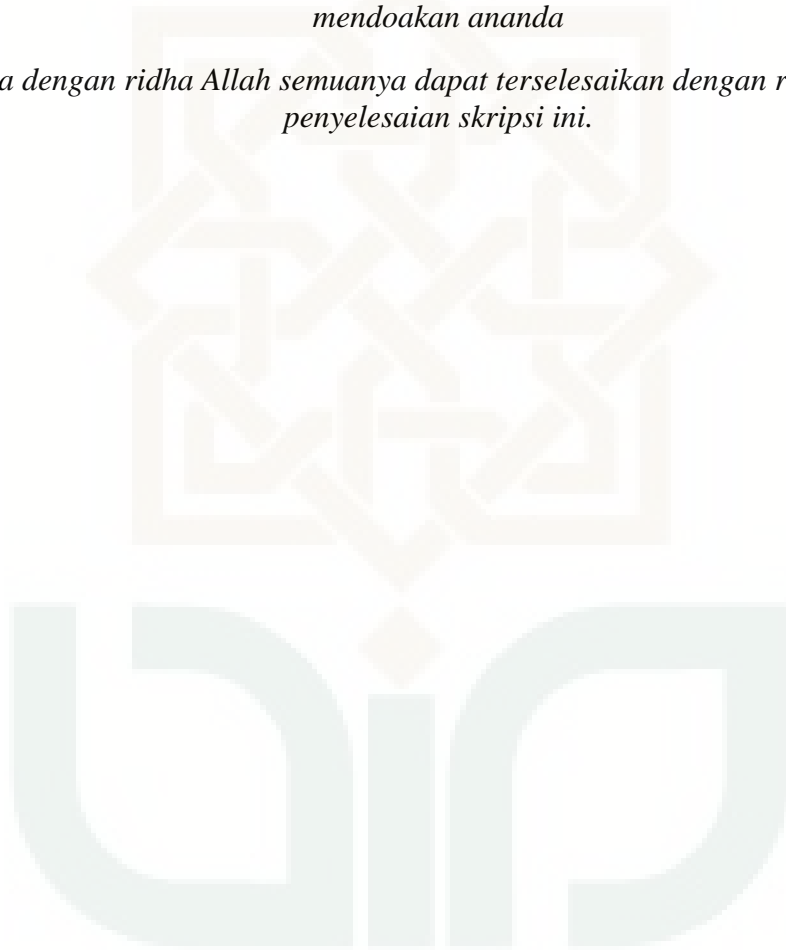 mendoakan ananda
a dengan ridha Allah semuanya dapat terselesaikan dengan
penyelesaian skripsi ini.